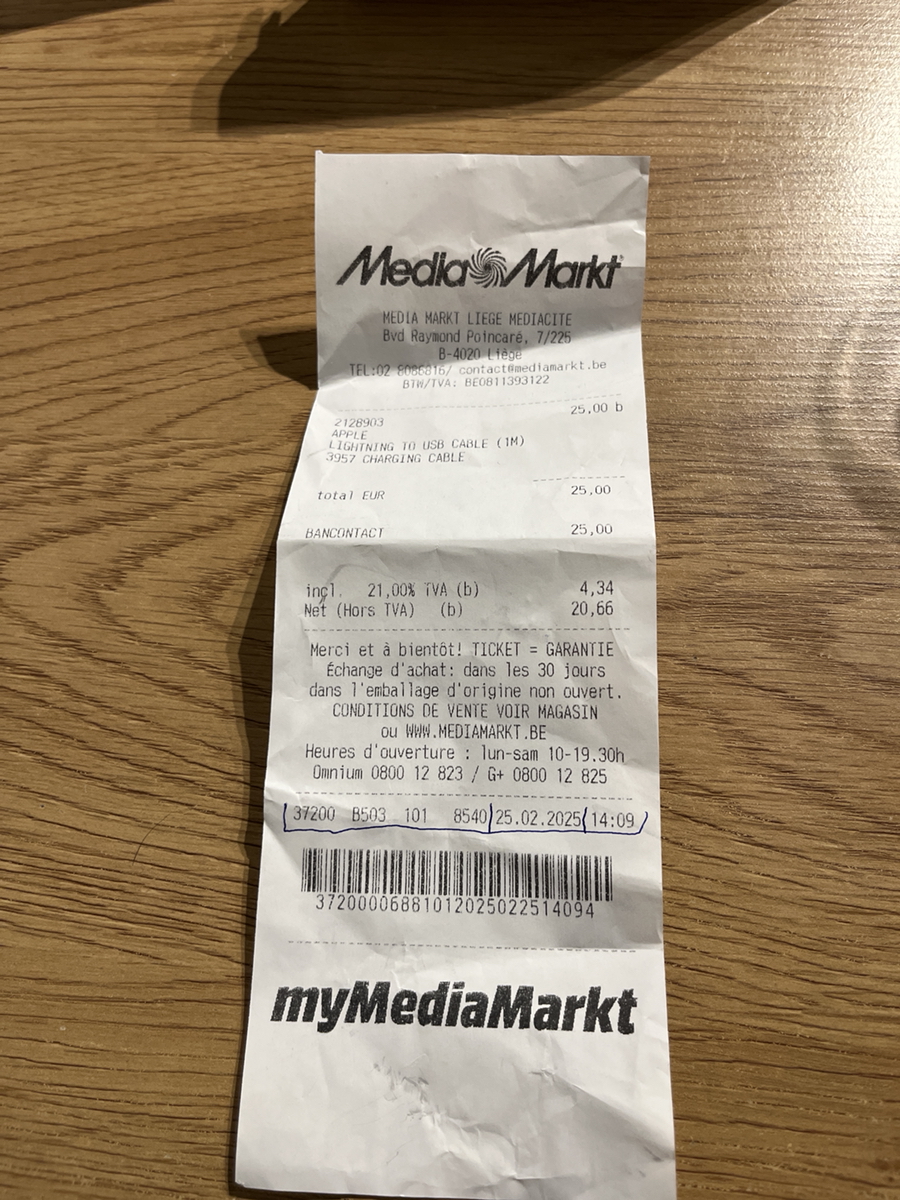 Media Markt
MEDIA MARKT LIEGE MEDIACITE
Bvd Raymond Poincaré, 7/225
B-4020 Liège
TEL:02 8086816/ contact@mediamarkt.be
BTW/TVA: BE0811393122
25,00 b
2128903
APPLE
LIGHTNING TO USB CABLE (1M)
3957 CHARGING CABLE
total EUR 25,00
BANCONTACT 25,00
incl. 21,00% TVA (b) 4,34
Net (Hors TVA) (b) 20,66
Merci et à bientôt! TICKET = GARANTIE
Échange d'achat: dans les 30 jours
dans l'emballage d'origine non ouvert.
CONDITIONS DE VENTE VOIR MAGASIN
ou WWW.MEDIAMARKT.BE
Heures d'ouverture : lun-sam 10-19.30h
Omnium 0800 12 823 / G+ 0800 12 825
37200 B503 101 8540 25.02.2025 14:09
37200006881012025022514094
myMediaMarkt